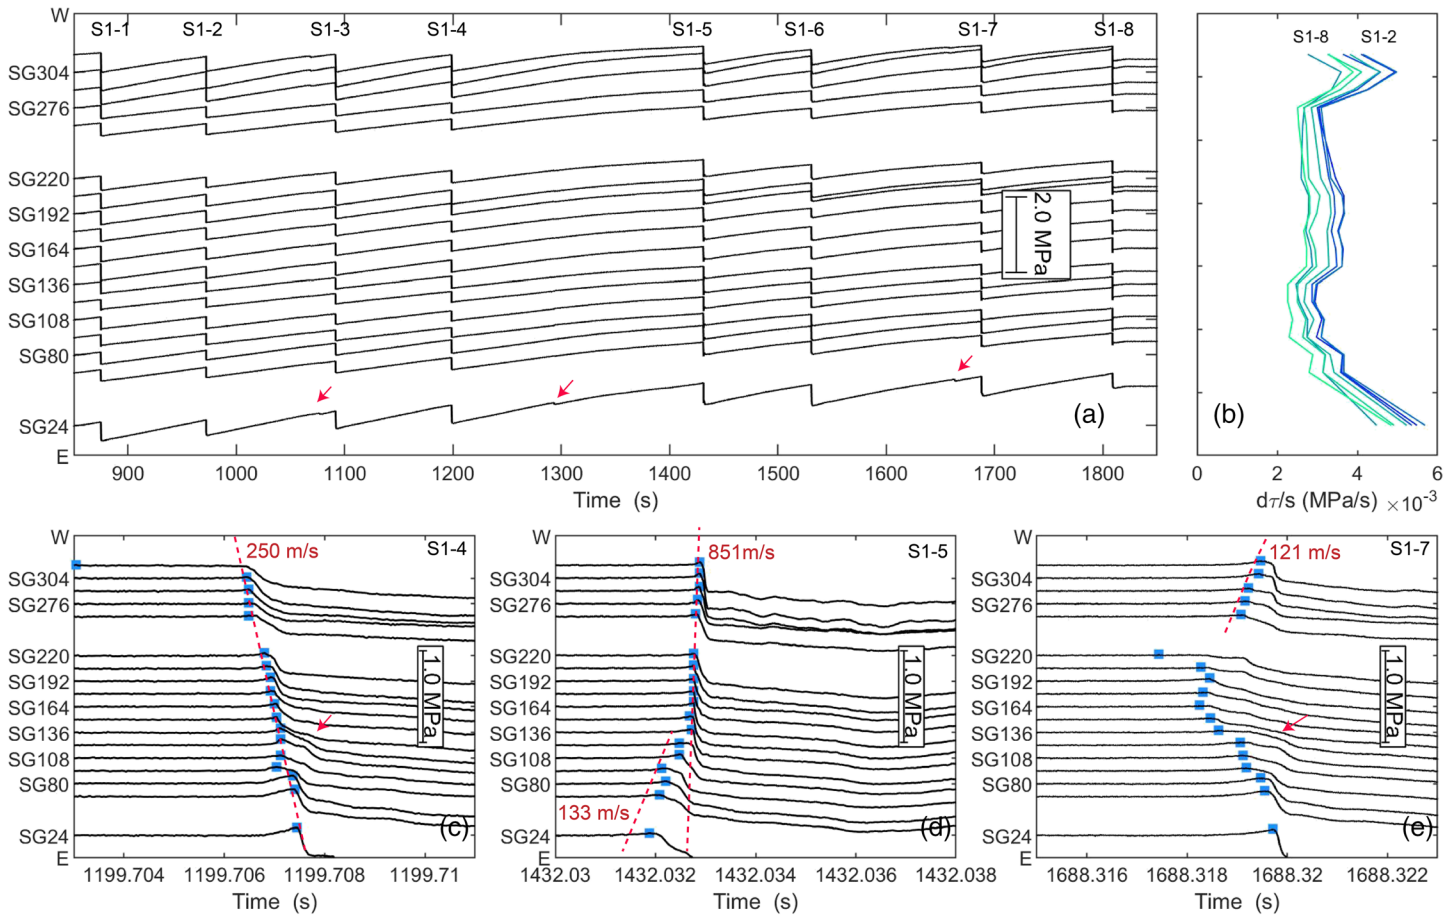 W
S1-1 S1-2 S1-3 S1-4 S1-5 S1-6 S1-7 S1-8
SG304
SG276
SG220
SG192
SG164
SG136
SG108
SG80
SG24
E
2.0 MPa
(a)
900 1000 1100 1200 1300 1400 1500 1600 1700 1800
Time (s)
S1-8 S1-2
(b)
0 2 4 6
dτ/s (MPa/s) ×10⁻³
W
250 m/s
S1-4
SG304
SG276
SG220
SG192
SG164
SG136
SG108
SG80
SG24
E
1.0 MPa
(c)
1199.704 1199.706 1199.708 1199.71
Time (s)
W
851m/s
S1-5
SG304
SG276
SG220
SG192
SG164
SG136
SG108
SG80
133 m/s
SG24
E
1.0 MPa
(d)
1432.03 1432.032 1432.034 1432.036 1432.038
Time (s)
W
121 m/s
S1-7
SG304
SG276
SG220
SG192
SG164
SG136
SG108
SG80
SG24
E
1.0 MPa
(e)
1688.316 1688.318 1688.32 1688.322
Time (s)